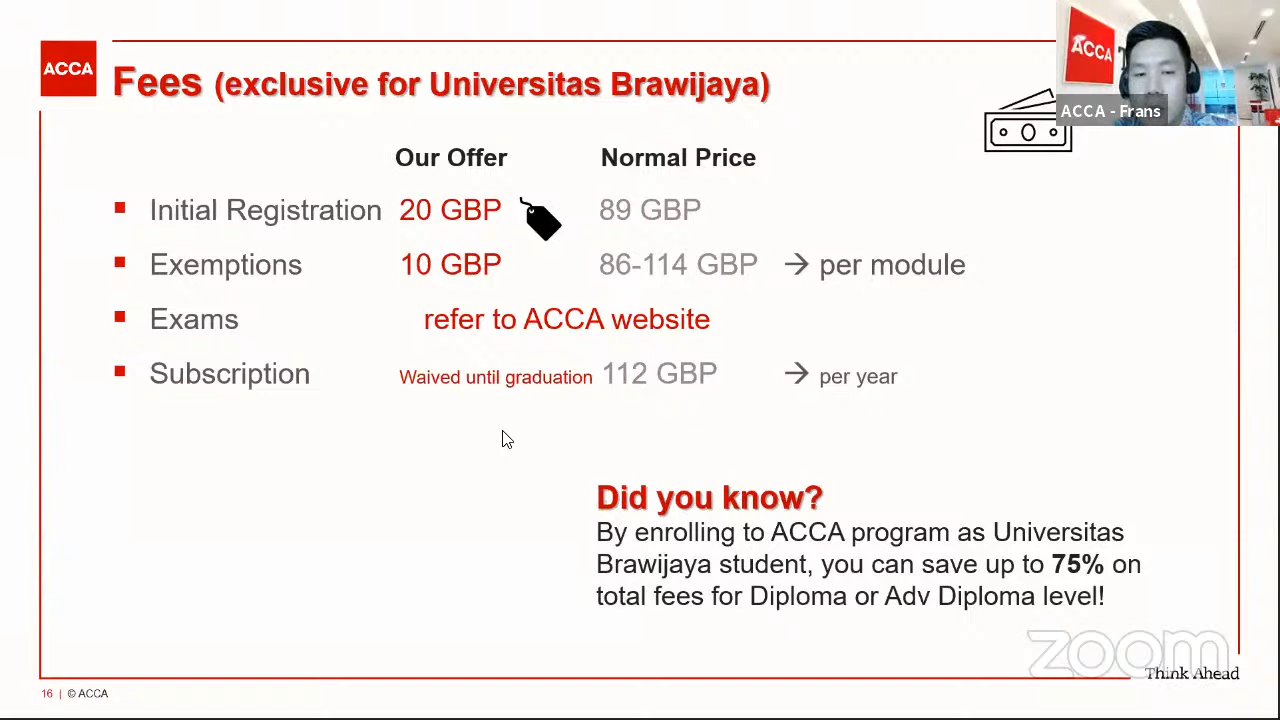 ACCA
Fees (exclusive for Universitas Brawijaya)
ACCA
ACCA - Frans
Our Offer Normal Price
Initial Registration 20 GBP 89 GBP
Exemptions 10 GBP 86-114 GBP → per module
Exams refer to ACCA website
Subscription Waived until graduation 112 GBP → per year
Did you know?
By enrolling to ACCA program as Universitas
Brawijaya student, you can save up to 75% on
total fees for Diploma or Adv Diploma level!
zoom
Think Ahead
16 | © ACCA